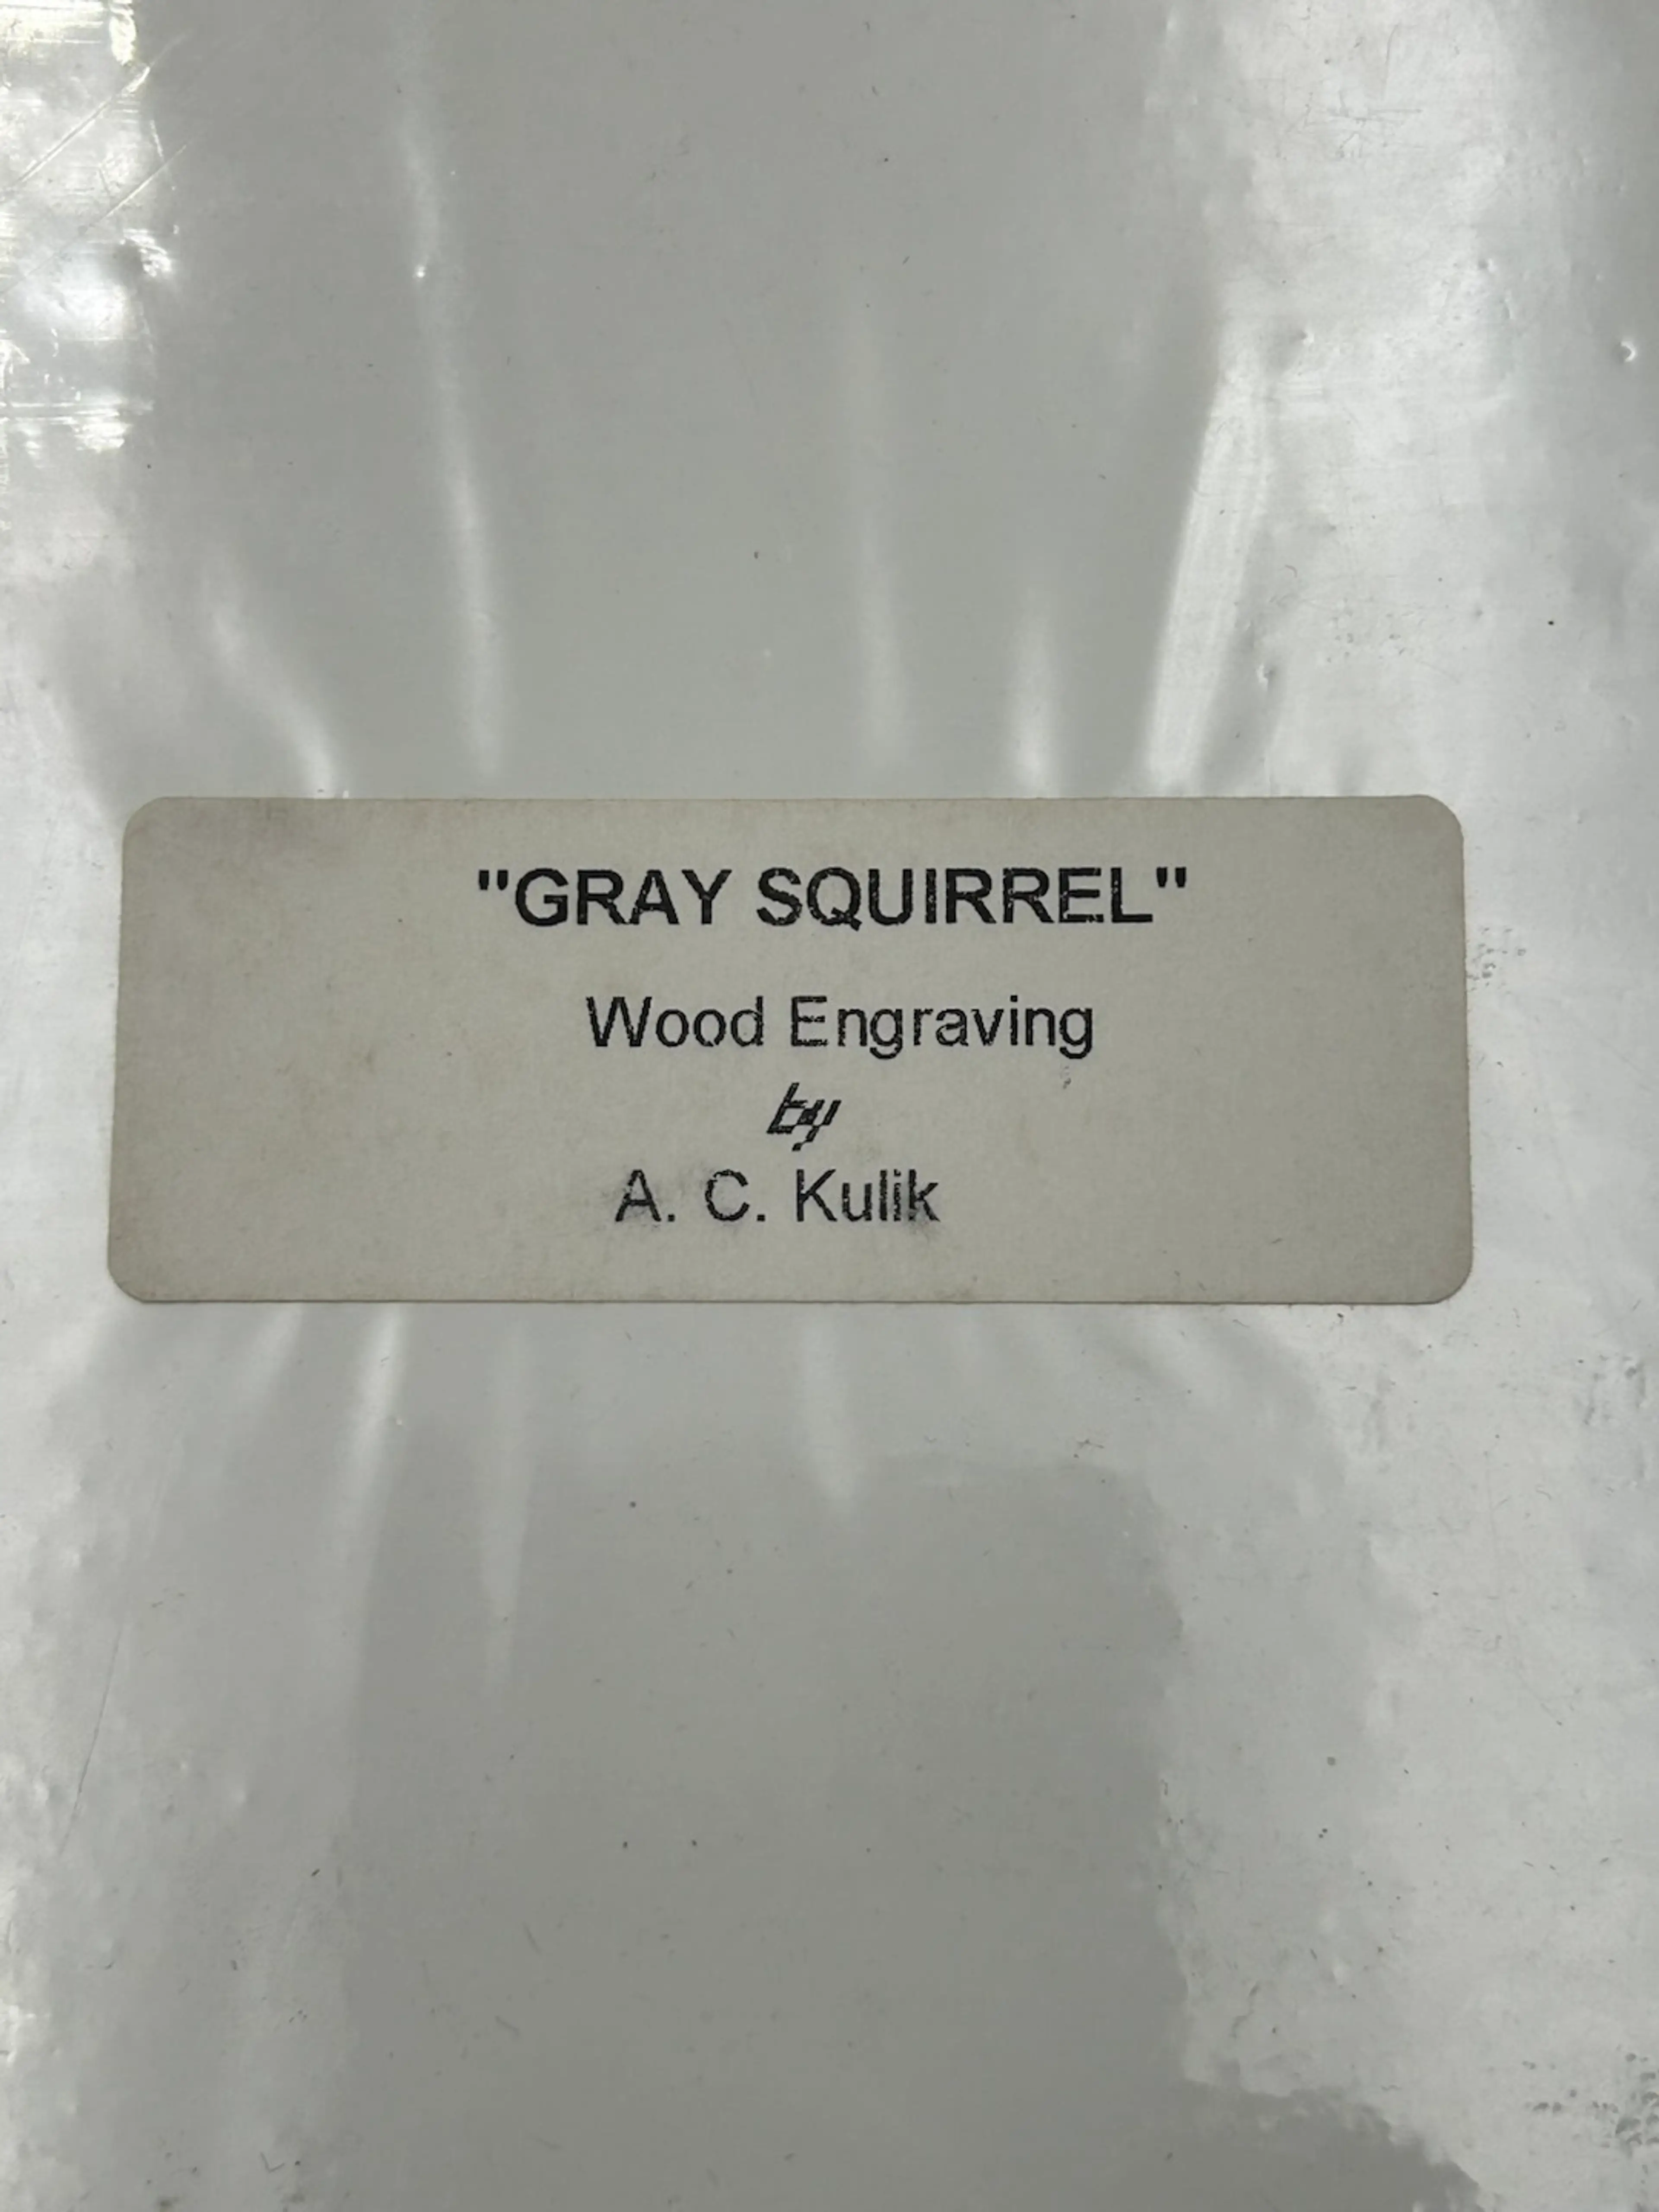 "GRAY SQUIRREL"
Wood Engraving
by
A. C. Kulik